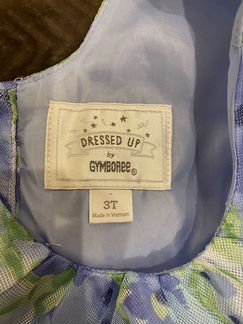 DRESSED UP
by
GYMBOREE®
3T
Made in Vietnam